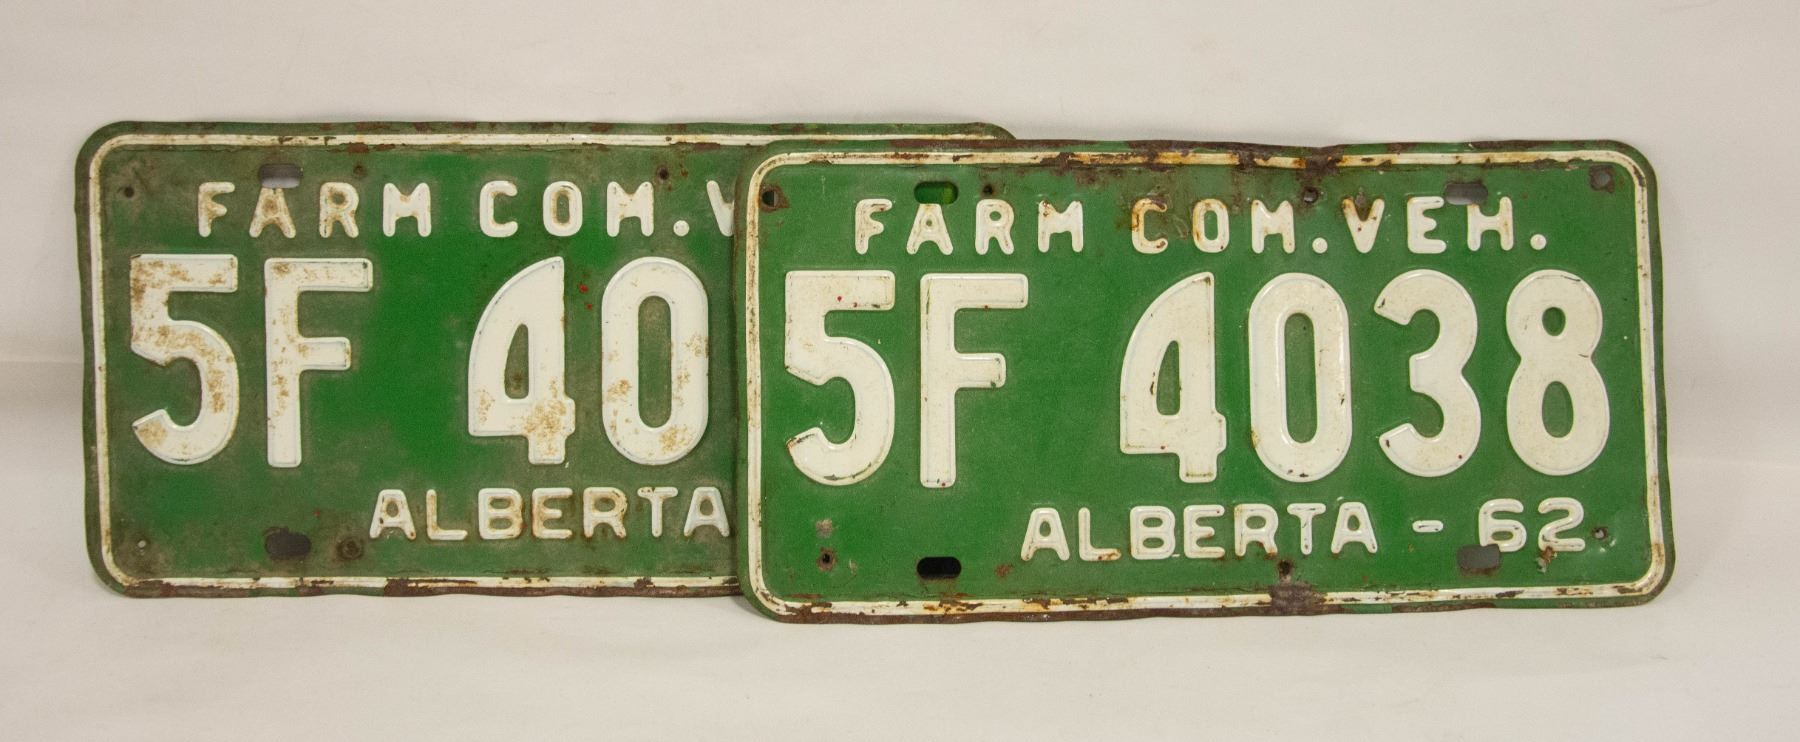 FARM COM. V
5F 40
ALBERTA
FARM COM. VEH.
5F 4038
ALBERTA - 62